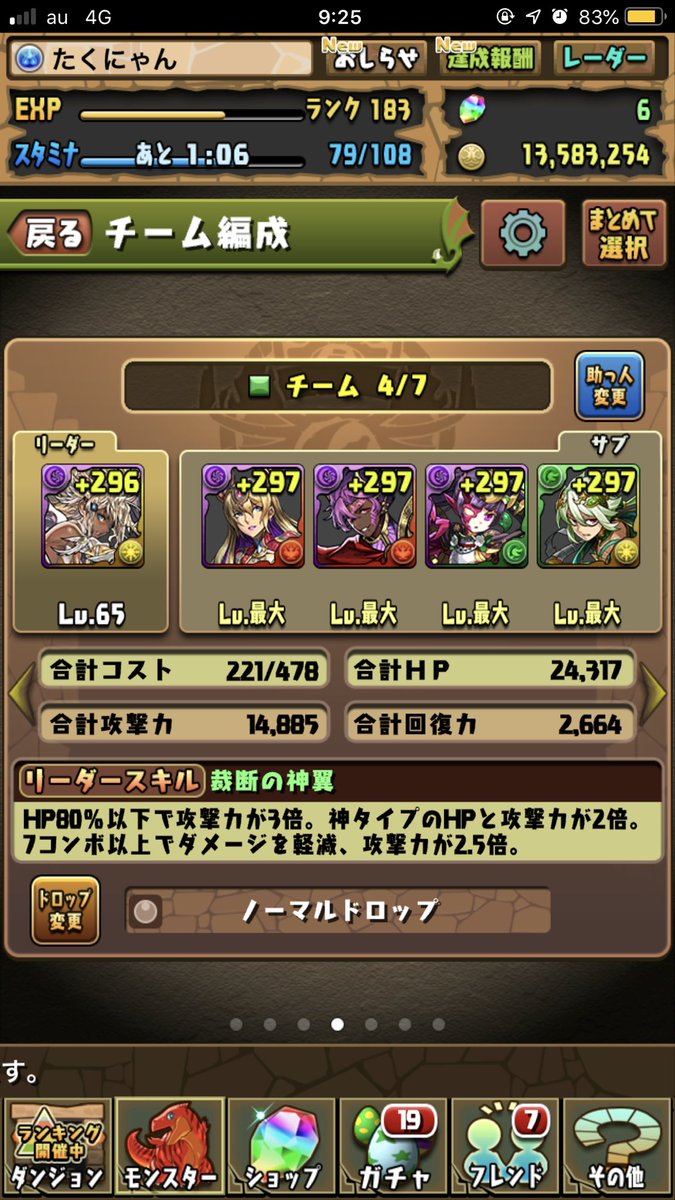 au 4G 9:25 83%
たくにゃん New おしらせ New 達成報酬 レーダー
EXP ランク 183 6
スタミナ あと 1:06 79/108 13,583,254
戻る チーム編成 まとめて
選択
チーム 4/7 助っ人
変更
リーダー サブ
+296 +297 +297 +297 +297
Lv.65 Lv.最大 Lv.最大 Lv.最大 Lv.最大
合計コスト 221/478 合計HP 24,317
合計攻撃力 14,885 合計回復力 2,664
リーダースキル 裁断の神翼
HP80%以下で攻撃力が3倍。神タイプのHPと攻撃力が2倍。
7コンボ以上でダメージを軽減、攻撃力が2.5倍。
ドロップ
変更 ノーマルドロップ
す。
ランキング
開催中 19 7
ダンジョン モンスター ショップ ガチャ フレンド その他